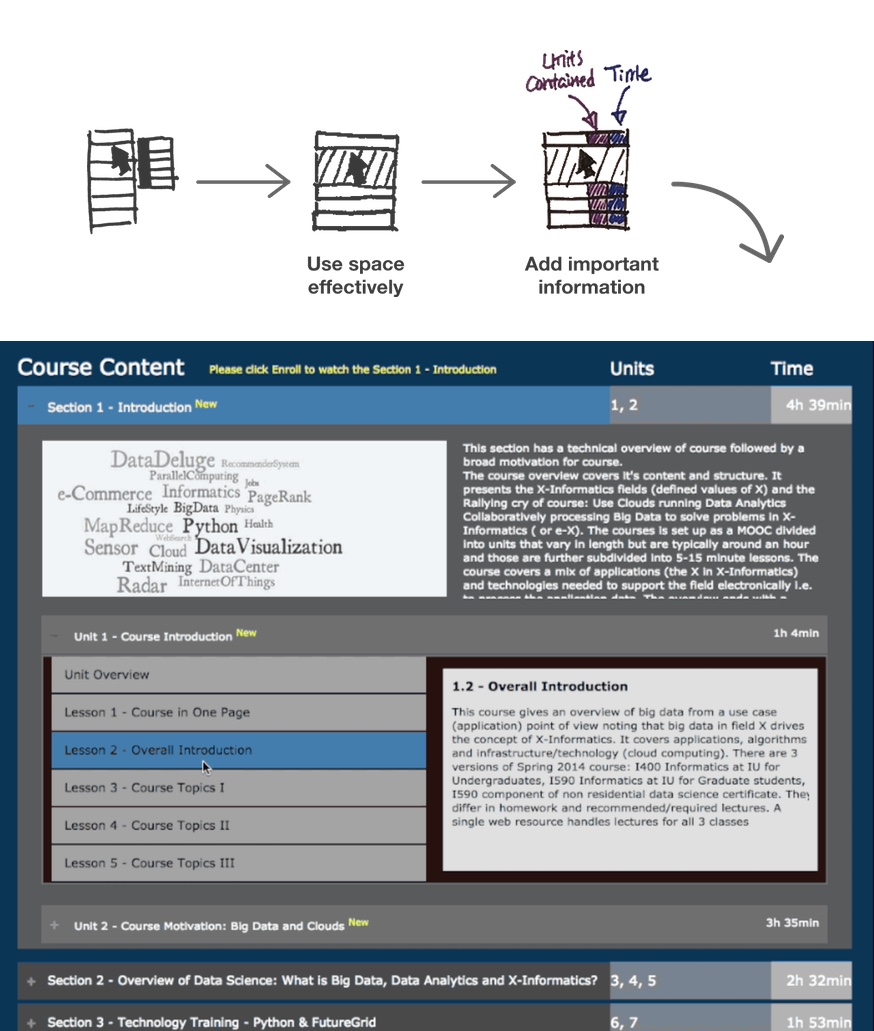 Units
Contained
Time
Use space
effectively
Add important
information
Course Content
Please click Enroll to watch the Section 1 - Introduction
Units
Time
Section 1 - Introduction New
1, 2
4h 39min
DataDeluge RecommenderSystem
ParallelComputing
Jobs
e-Commerce Informatics PageRank
LifeStyle BigData Physics
MapReduce Python Health
WebSearch
Sensor Cloud DataVisualization
TextMining DataCenter
Radar InternetOfThings
This section has a technical overview of course followed by a
broad motivation for course.
The course overview covers it's content and structure. It
presents the X-Informatics fields (defined values of X) and the
Rallying cry of course: Use Clouds running Data Analytics
Collaboratively processing Big Data to solve problems in X-
Informatics ( or e-X). The courses is set up as a MOOC divided
into units that vary in length but are typically around an hour
and those are further subdivided into 5-15 minute lessons. The
course covers a mix of applications (the X in X-Informatics)
and technologies needed to support the field electronically i.e.
to process the application data. The overview ends with a
Unit 1 - Course Introduction New
1h 4min
Unit Overview
Lesson 1 - Course in One Page
Lesson 2 - Overall Introduction
Lesson 3 - Course Topics I
Lesson 4 - Course Topics II
Lesson 5 - Course Topics III
1.2 - Overall Introduction
This course gives an overview of big data from a use case
(application) point of view noting that big data in field X drives
the concept of X-Informatics. It covers applications, algorithms
and infrastructure/technology (cloud computing). There are 3
versions of Spring 2014 course: I400 Informatics at IU for
Undergraduates, I590 Informatics at IU for Graduate students,
I590 component of non residential data science certificate. They
differ in homework and recommended/required lectures. A
single web resource handles lectures for all 3 classes
Unit 2 - Course Motivation: Big Data and Clouds New
3h 35min
Section 2 - Overview of Data Science: What is Big Data, Data Analytics and X-Informatics?
3, 4, 5
2h 32min
Section 3 - Technology Training - Python & FutureGrid
6, 7
1h 53min